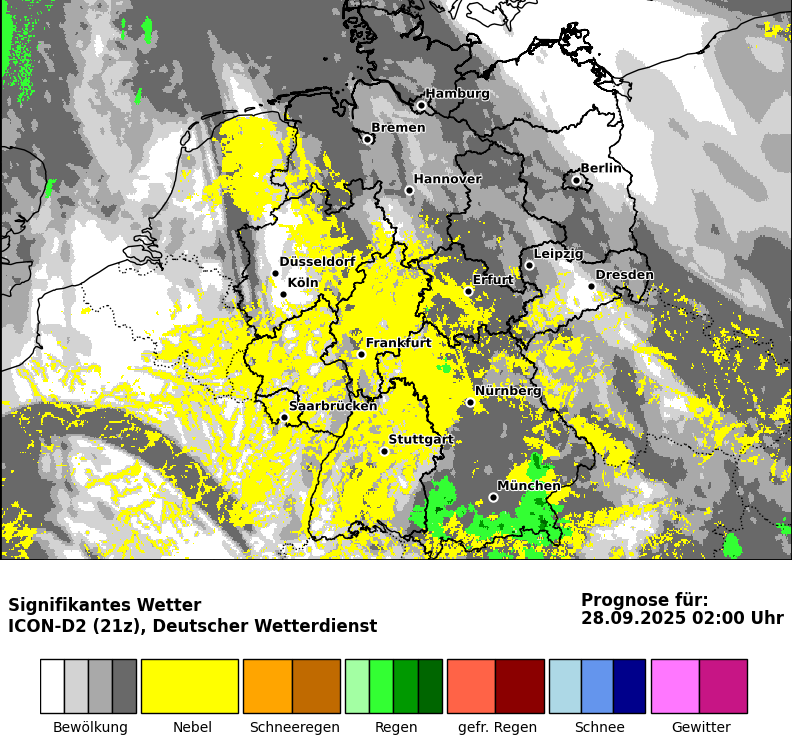 Hamburg
Bremen
Berlin
Hannover
Leipzig
Düsseldorf
Dresden
Erfurt
Köln
Frankfurt
Nürnberg
Saarbrücken
Stuttgart
München
Signifikantes Wetter
ICON-D2 (21z), Deutscher Wetterdienst
Prognose für:
28.09.2025 02:00 Uhr
Bewölkung Nebel Schneeregen Regen gefr. Regen Schnee Gewitter